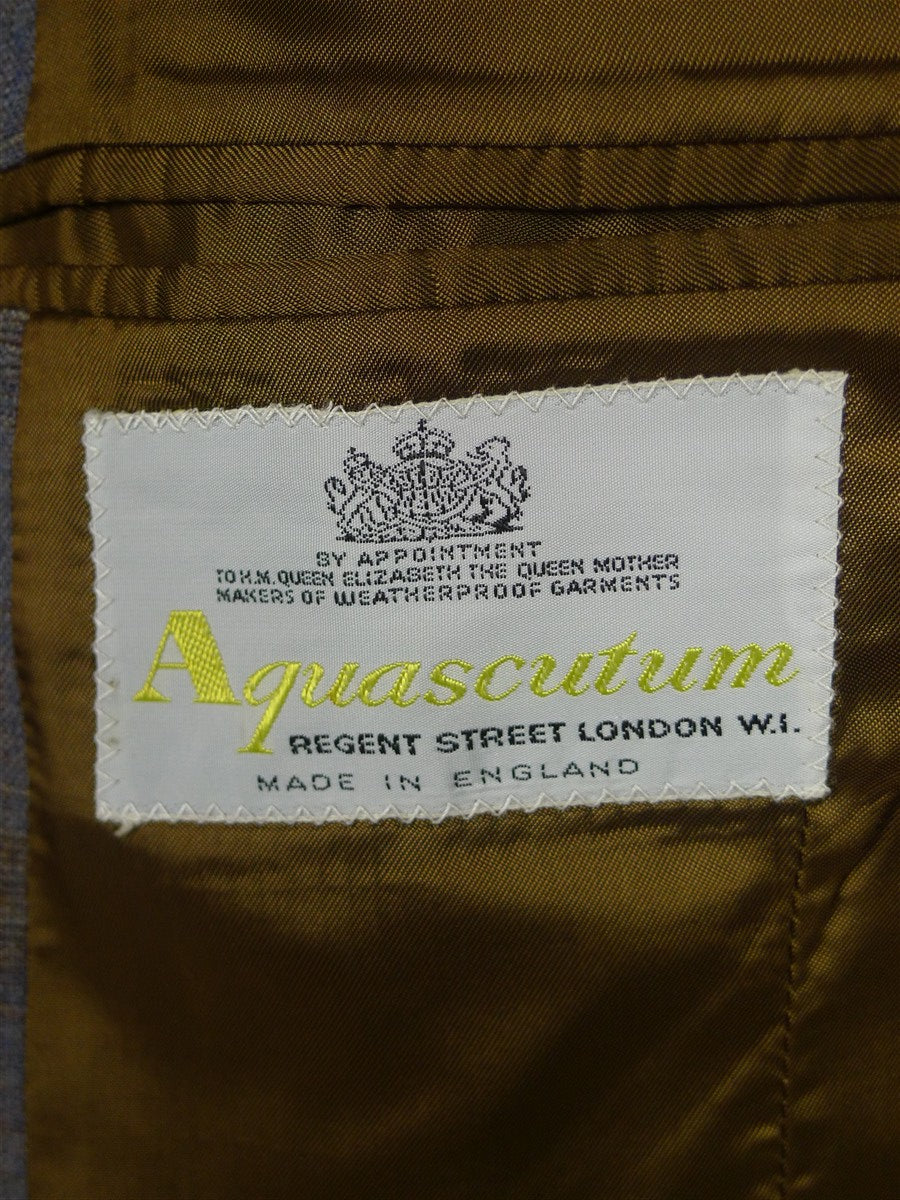 BY APPOINTMENT
TO H.M. QUEEN ELIZABETH THE QUEEN MOTHER
MAKERS OF WEATHERPROOF GARMENTS
Aquascutum
REGENT STREET LONDON W.1.
MADE IN ENGLAND